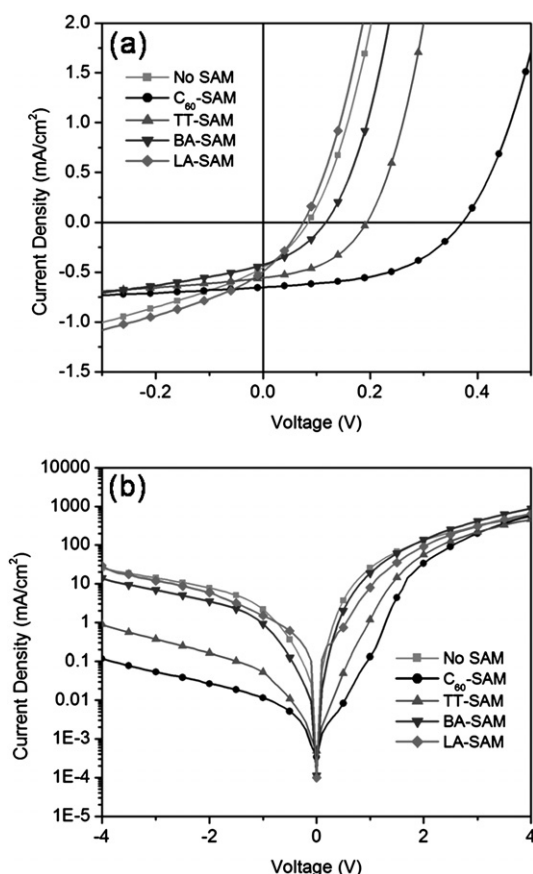 (a)
2.0
1.5
1.0
0.5
0.0
-0.5
-1.0
-1.5
Current Density (mA/cm²)
No SAM
C₆₀-SAM
TT-SAM
BA-SAM
LA-SAM
-0.2 0.0 0.2 0.4
Voltage (V)
(b)
10000
1000
100
10
1
0.1
0.01
1E-3
1E-4
1E-5
Current Density (mA/cm²)
No SAM
C₆₀-SAM
TT-SAM
BA-SAM
LA-SAM
-4 -2 0 2 4
Voltage (V)